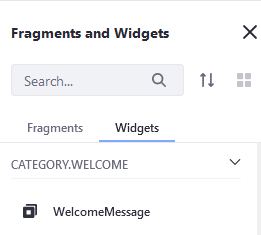 Fragments and Widgets
Search...
Fragments Widgets
CATEGORY.WELCOME
WelcomeMessage